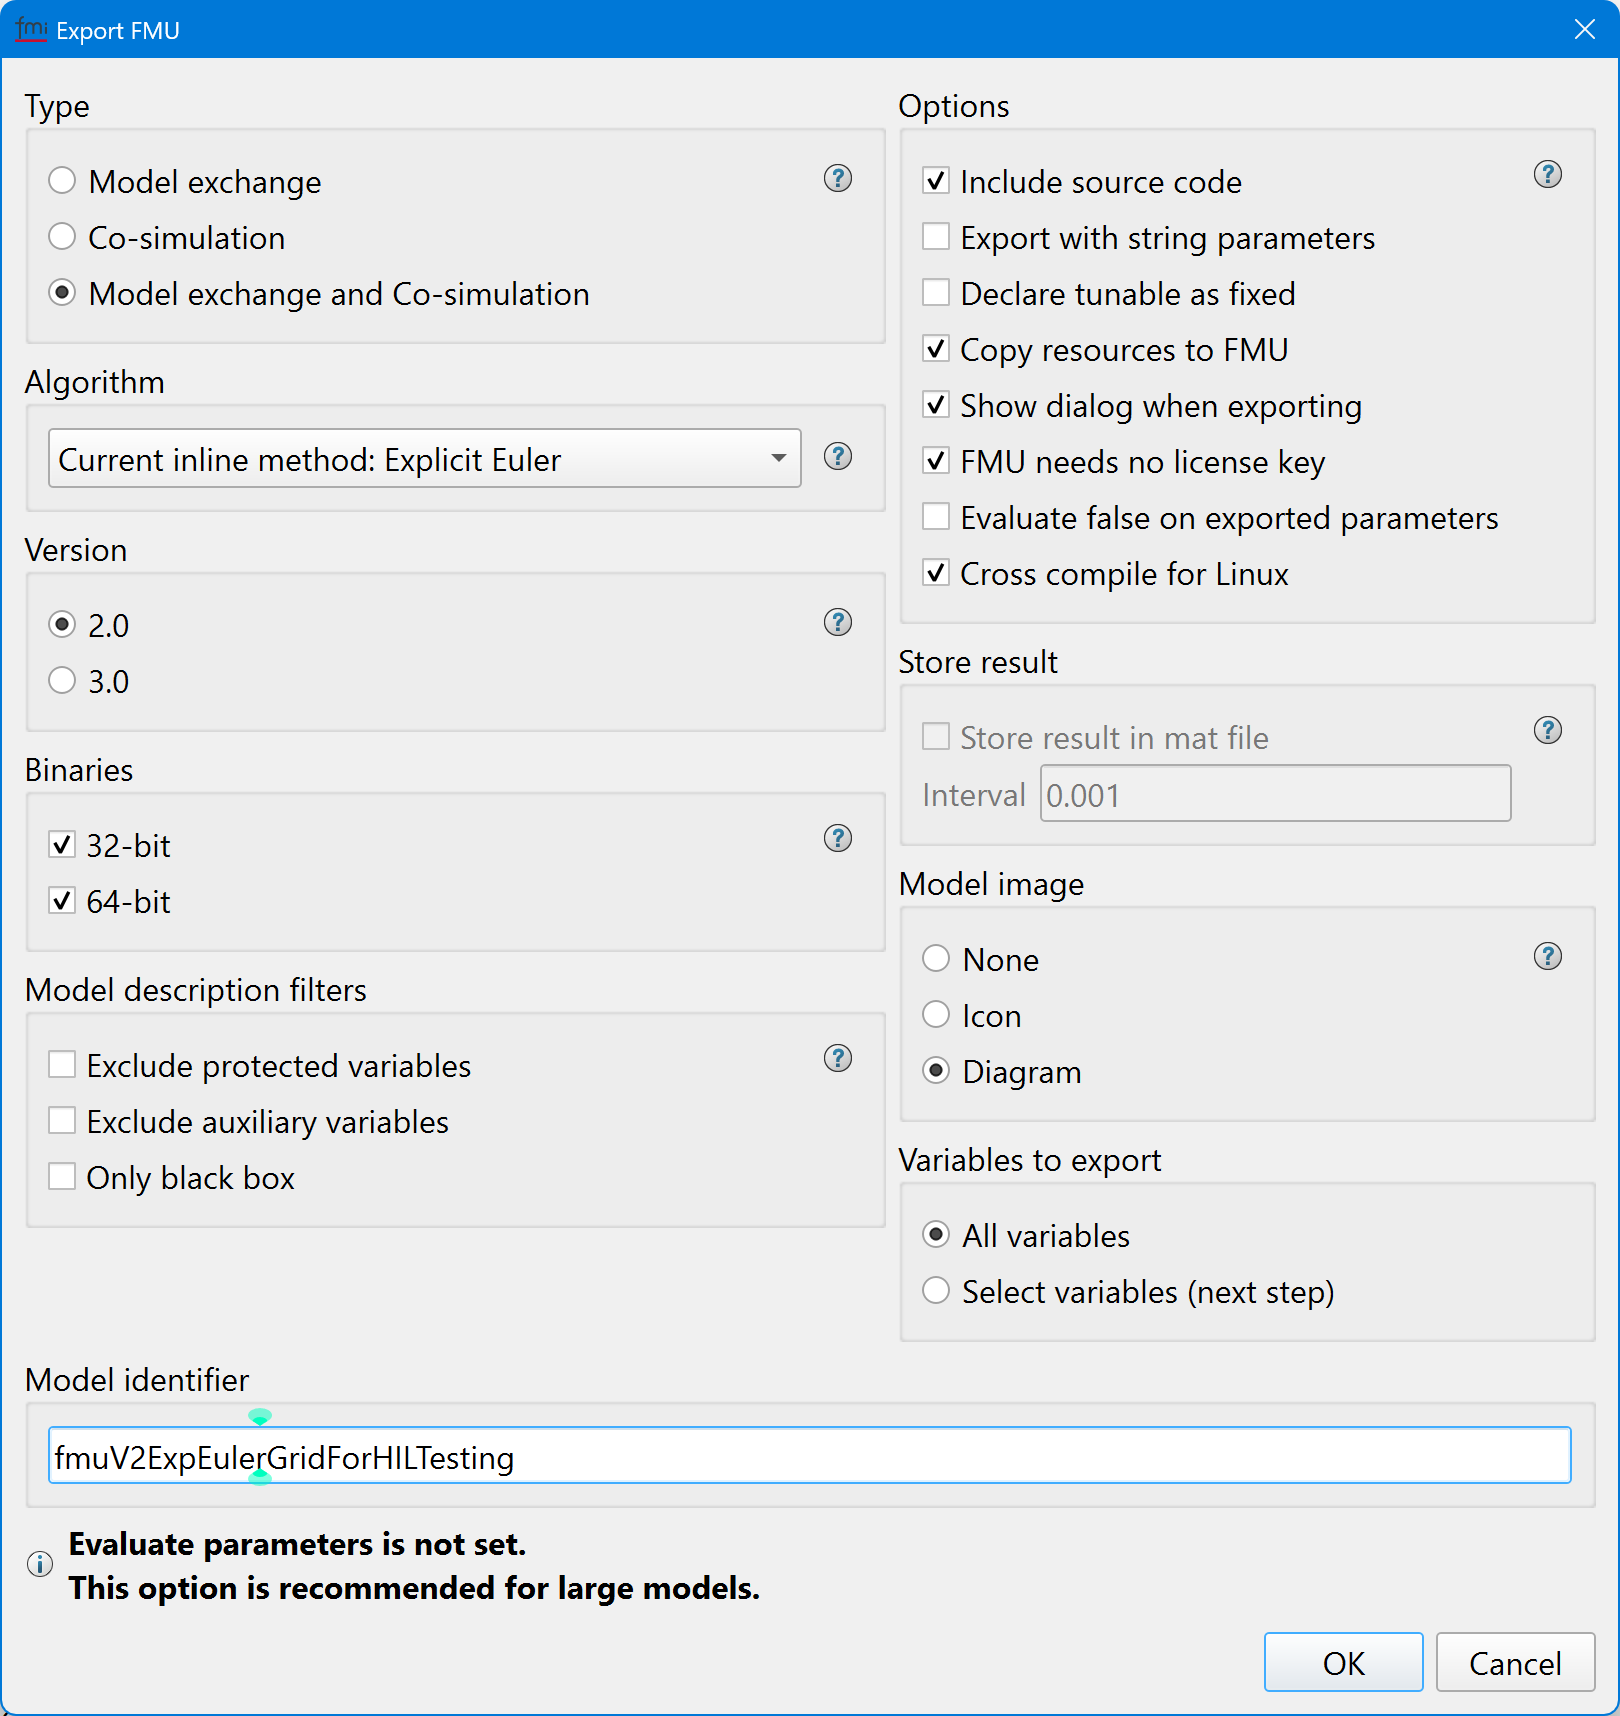 fmi Export FMU
Type
Model exchange
Co-simulation
Model exchange and Co-simulation
Algorithm
Current inline method: Explicit Euler
Version
2.0
3.0
Binaries
32-bit
64-bit
Model description filters
Exclude protected variables
Exclude auxiliary variables
Only black box
Options
Include source code
Export with string parameters
Declare tunable as fixed
Copy resources to FMU
Show dialog when exporting
FMU needs no license key
Evaluate false on exported parameters
Cross compile for Linux
Store result
Store result in mat file
Interval 0.001
Model image
None
Icon
Diagram
Variables to export
All variables
Select variables (next step)
Model identifier
fmuV2ExpEulerGridForHILTesting
Evaluate parameters is not set.
This option is recommended for large models.
OK Cancel